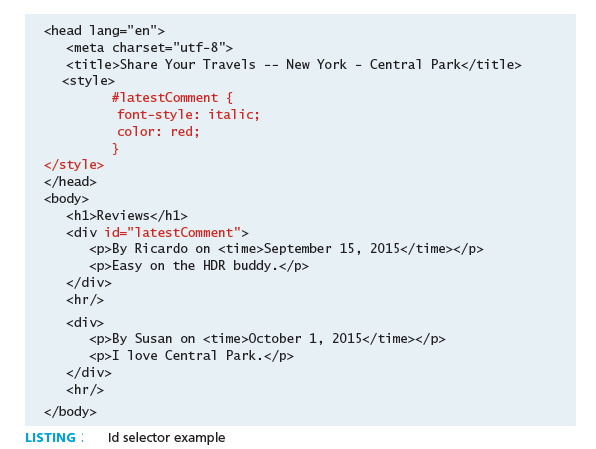 <head lang="en">
<meta charset="utf-8">
<title>Share Your Travels -- New York - Central Park</title>
<style>
#latestComment {
font-style: italic;
color: red;
}
</style>
</head>
<body>
<h1>Reviews</h1>
<div id="latestComment">
<p>By Ricardo on <time>September 15, 2015</time></p>
<p>Easy on the HDR buddy.</p>
</div>
<hr/>
<div>
<p>By Susan on <time>October 1, 2015</time></p>
<p>I love Central Park.</p>
</div>
<hr/>
</body>
LISTING : Id selector example